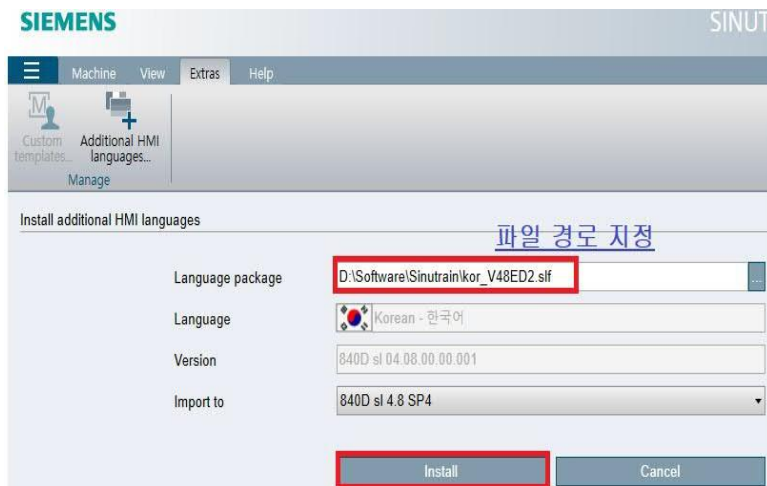 SIEMENS
SINUT
Machine View Extras Help
Custom templates...
Additional HMI languages...
Manage
Install additional HMI languages
파일 경로 지정
Language package D:\Software\Sinutrain\kor_V48ED2.slf ...
Language Korean - 한국어
Version 840D sl 04.08.00.00.001
Import to 840D sl 4.8 SP4
Install Cancel